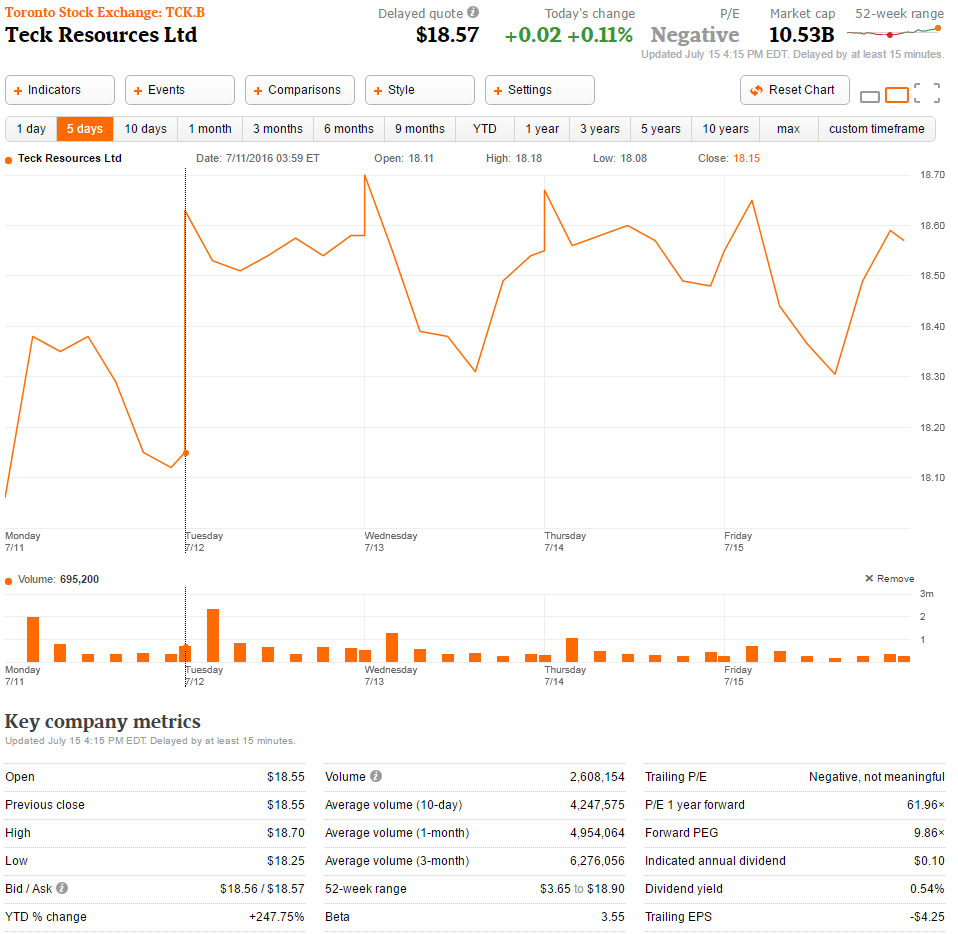 Toronto Stock Exchange: TCK.B
Teck Resources Ltd
Delayed quote i Today's change P/E Market cap 52-week range
$18.57 +0.02 +0.11% Negative 10.53B
Updated July 15 4:15 PM EDT. Delayed by at least 15 minutes.
+ Indicators + Events + Comparisons + Style + Settings Reset Chart
1 day 5 days 10 days 1 month 3 months 6 months 9 months YTD 1 year 3 years 5 years 10 years max custom timeframe
Teck Resources Ltd Date: 7/11/2016 03:59 ET Open: 18.11 High: 18.18 Low: 18.08 Close: 18.15
18.70
18.60
18.50
18.40
18.30
18.20
18.10
Monday Tuesday Wednesday Thursday Friday
7/11 7/12 7/13 7/14 7/15
Volume: 695,200 ✕ Remove
3m
2
1
Monday Tuesday Wednesday Thursday Friday
7/11 7/12 7/13 7/14 7/15
Key company metrics
Updated July 15 4:15 PM EDT. Delayed by at least 15 minutes.
Open $18.55 Volume i 2,608,154 Trailing P/E Negative, not meaningful
Previous close $18.55 Average volume (10-day) 4,247,575 P/E 1 year forward 61.96×
High $18.70 Average volume (1-month) 4,954,064 Forward PEG 9.86×
Low $18.25 Average volume (3-month) 6,276,056 Indicated annual dividend $0.10
Bid / Ask i $18.56 / $18.57 52-week range $3.65 to $18.90 Dividend yield 0.54%
YTD % change +247.75% Beta 3.55 Trailing EPS -$4.25